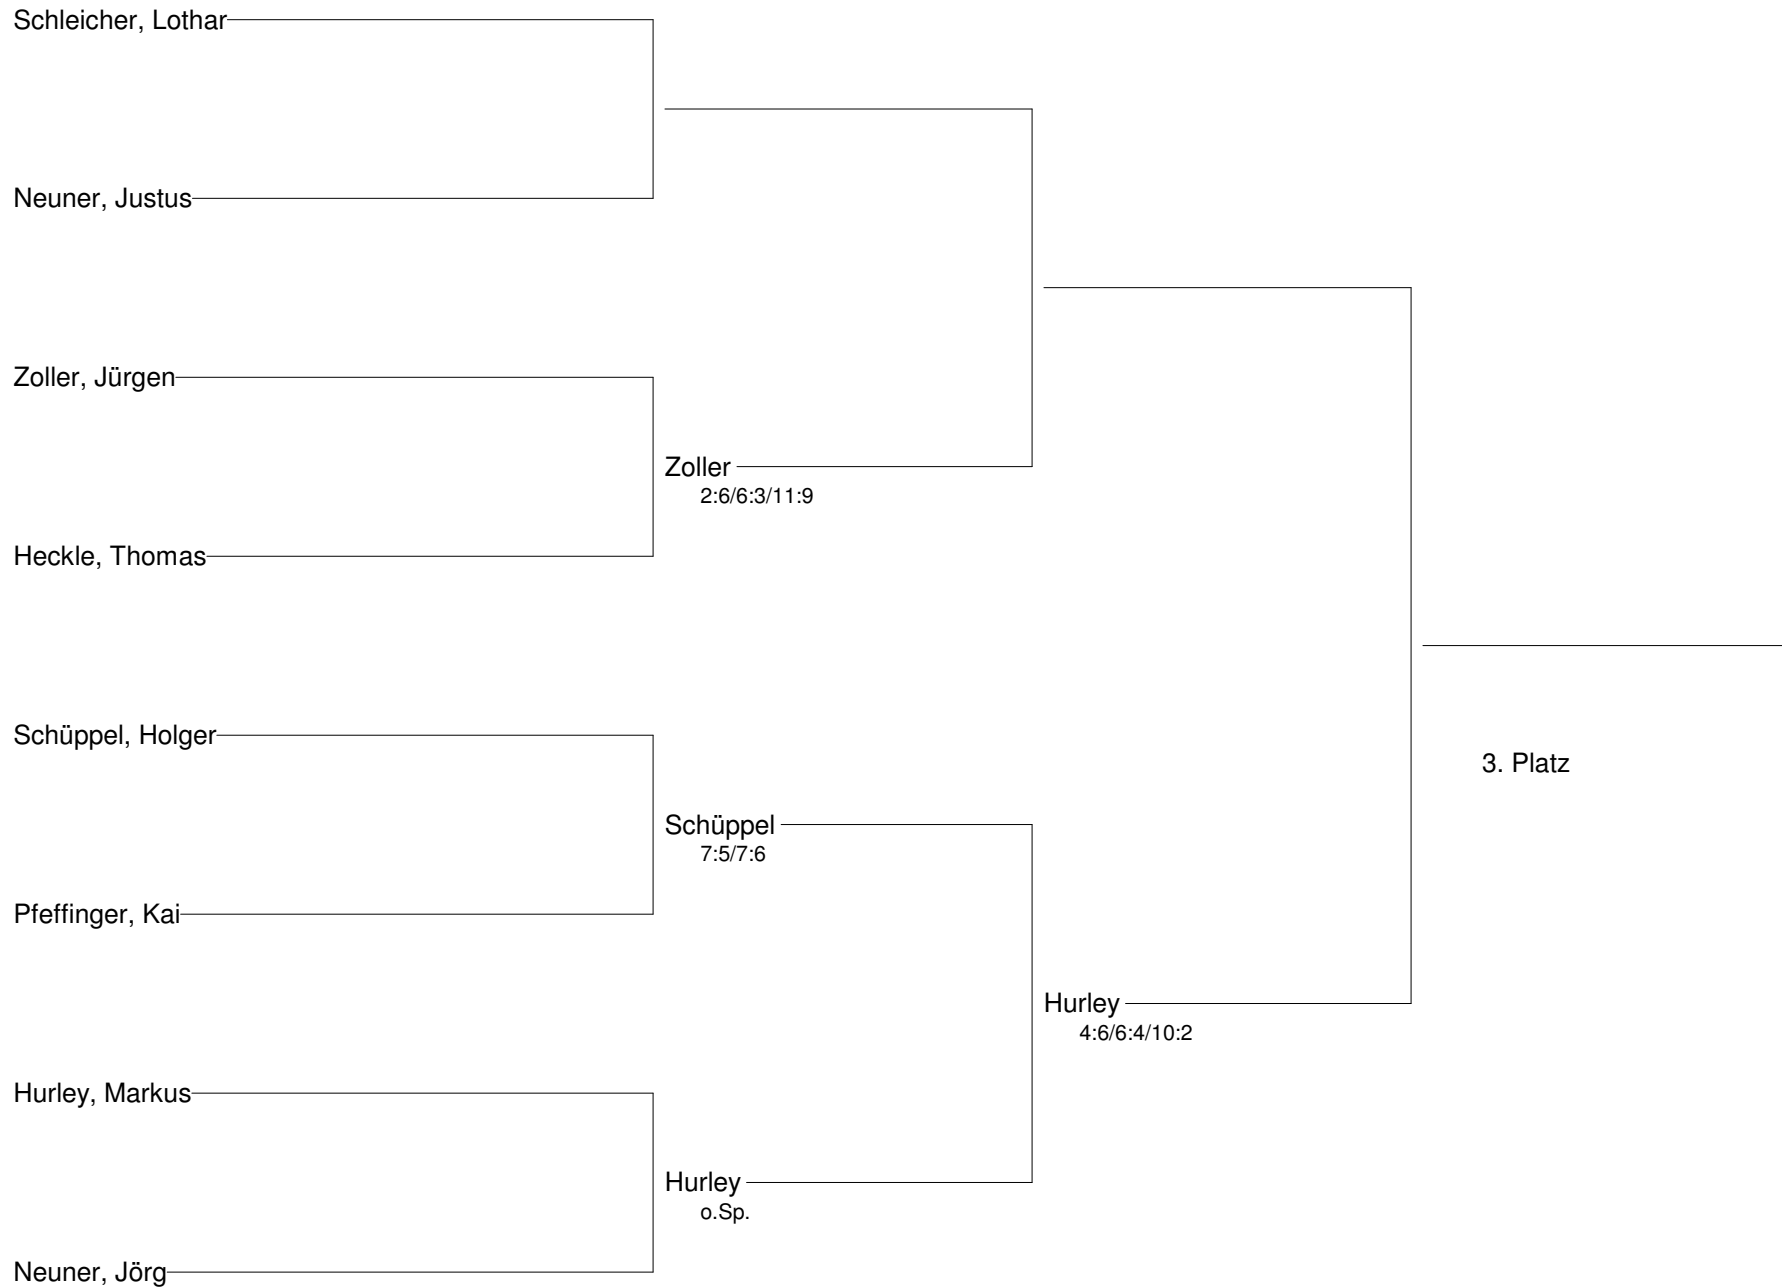 Schleicher, Lothar
Neuner, Justus
Zoller, Jürgen
Zoller
2:6/6:3/11:9
Heckle, Thomas
Schüppel, Holger
3. Platz
Schüppel
7:5/7:6
Pfeffinger, Kai
Hurley
4:6/6:4/10:2
Hurley, Markus
Hurley
o.Sp.
Neuner, Jörg